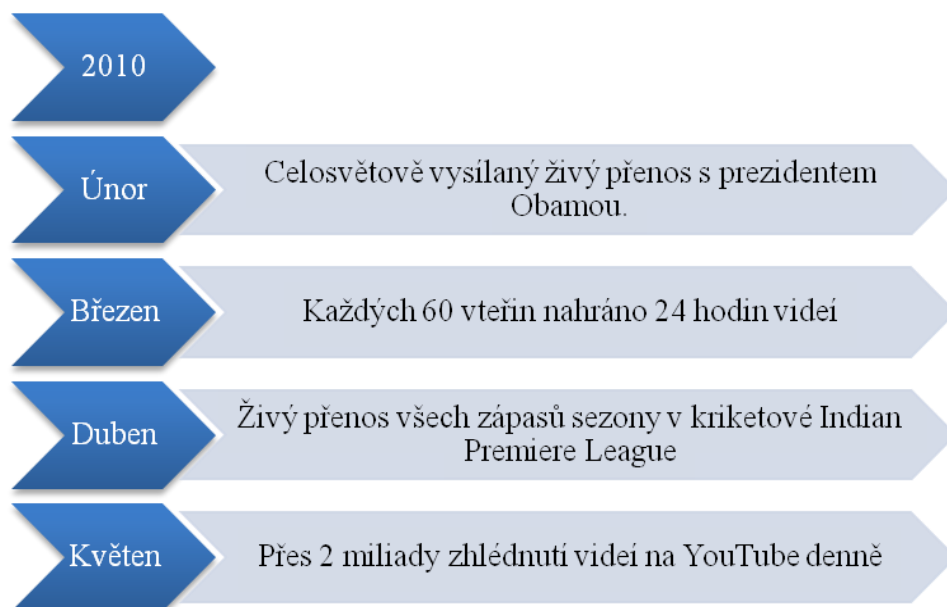 2010
Únor
Celosvětově vysílaný živý přenos s prezidentem
Obamou.
Březen
Každých 60 vteřin nahráno 24 hodin videí
Duben
Živý přenos všech zápasů sezony v kriketové Indian
Premiere League
Květen
Přes 2 miliady zhlédnutí videí na YouTube denně